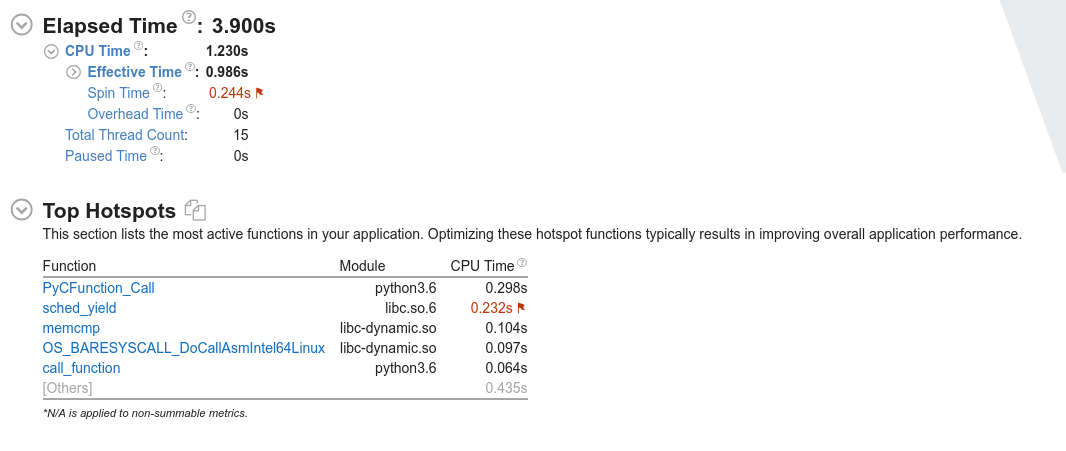 Elapsed Time ?: 3.900s
CPU Time ?: 1.230s
Effective Time ?: 0.986s
Spin Time ?: 0.244s
Overhead Time ?: 0s
Total Thread Count: 15
Paused Time ?: 0s
Top Hotspots
This section lists the most active functions in your application. Optimizing these hotspot functions typically results in improving overall application performance.
Function Module CPU Time ?
PyCFunction_Call python3.6 0.298s
sched_yield libc.so.6 0.232s
memcmp libc-dynamic.so 0.104s
OS_BARESYSCALL_DoCallAsmIntel64Linux libc-dynamic.so 0.097s
call_function python3.6 0.064s
[Others] 0.435s
*N/A is applied to non-summable metrics.